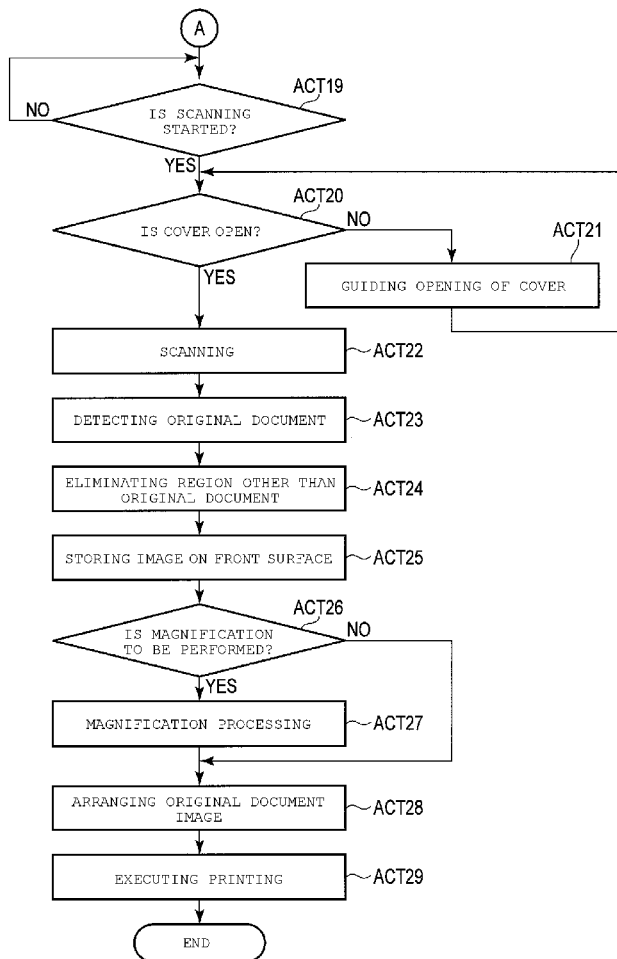 A
ACT19
NO
IS SCANNING
STARTED?
YES
ACT20
NO
IS COVER OPEN?
YES
ACT21
GUIDING OPENING OF COVER
SCANNING
ACT22
DETECTING ORIGINAL DOCUMENT
ACT23
ELIMINATING REGION OTHER THAN
ORIGINAL DOCUMENT
ACT24
STORING IMAGE ON FRONT SURFACE
ACT25
ACT26
IS MAGNIFICATION
TO BE PERFORMED?
NO
YES
MAGNIFICATION PROCESSING
ACT27
ARRANGING ORIGINAL DOCUMENT
IMAGE
ACT28
EXECUTING PRINTING
ACT29
END